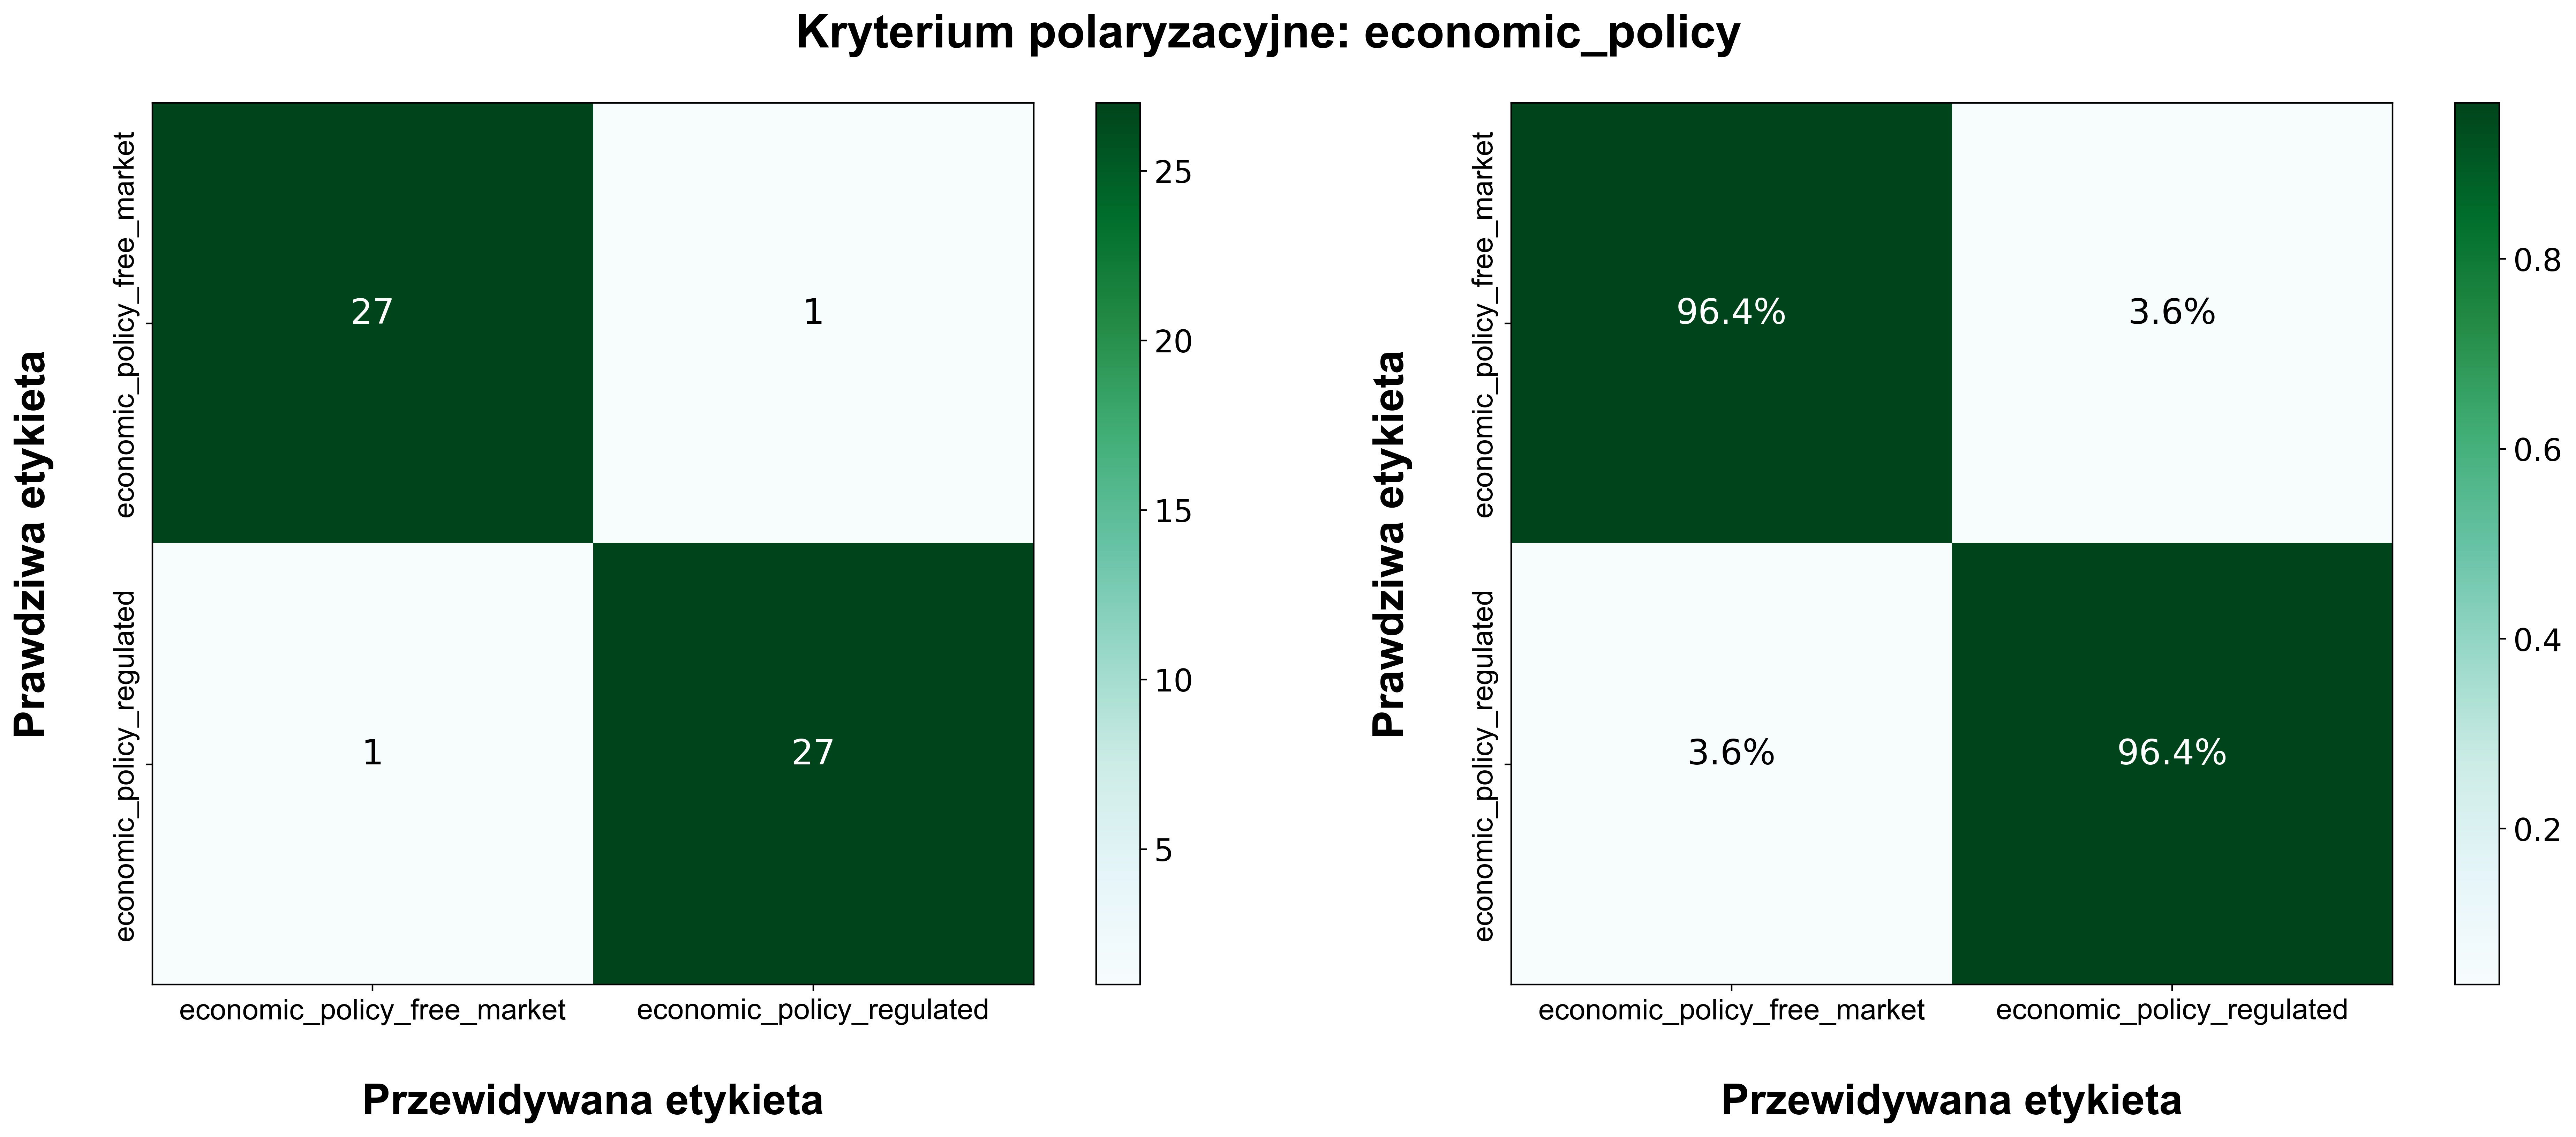 Kryterium polaryzacyjne: economic_policy
Prawdziwa etykieta
economic_policy_free_market
economic_policy_regulated
27
1
1
27
economic_policy_free_market
economic_policy_regulated
Przewidywana etykieta
25
20
15
10
5
Prawdziwa etykieta
economic_policy_free_market
economic_policy_regulated
96.4%
3.6%
3.6%
96.4%
economic_policy_free_market
economic_policy_regulated
Przewidywana etykieta
0.8
0.6
0.4
0.2